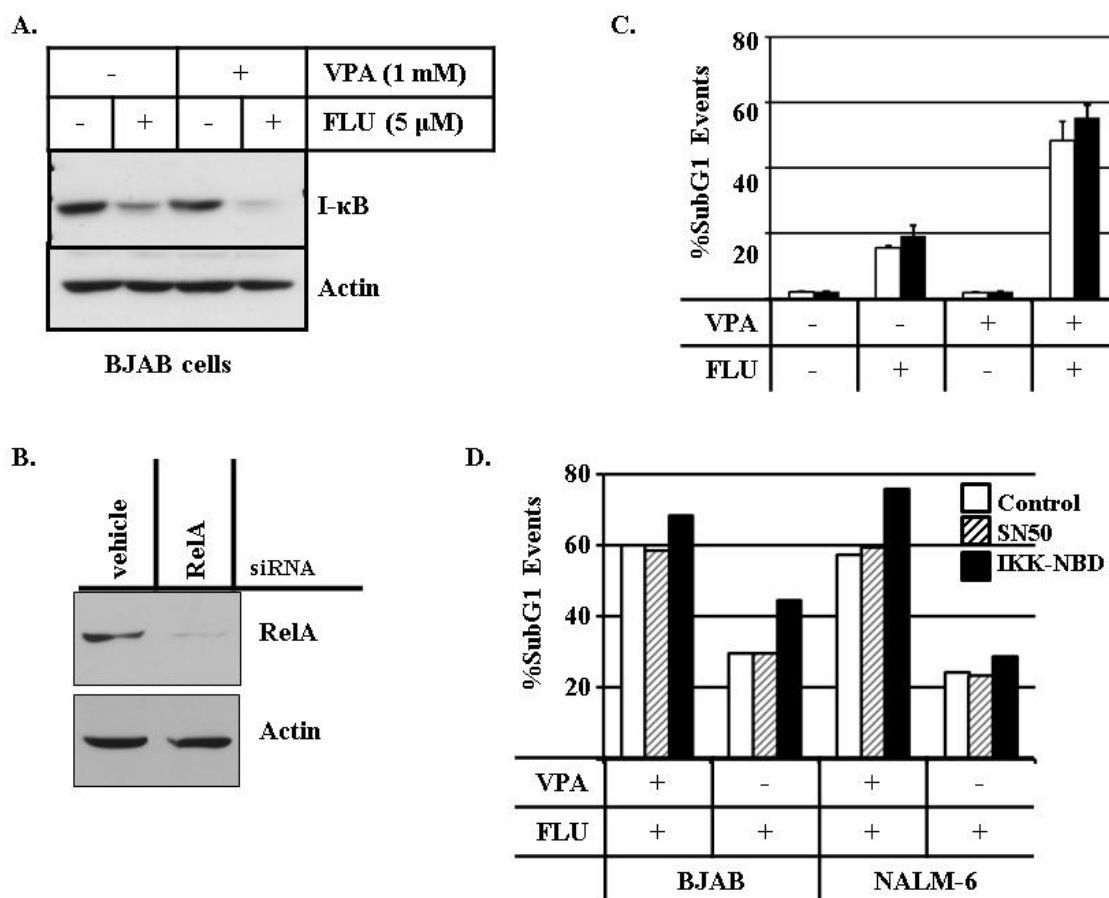 A.
- + VPA (1 mM)
- + - + FLU (5 μM)
I-κB
Actin
BJAB cells
B.
vehicle
RelA
siRNA
RelA
Actin
C.
%SubG1 Events
80
60
40
20
VPA - - + +
FLU - + - +
D.
%SubG1 Events
80
60
40
20
Control
SN50
IKK-NBD
VPA + - + -
FLU + + + +
BJAB NALM-6